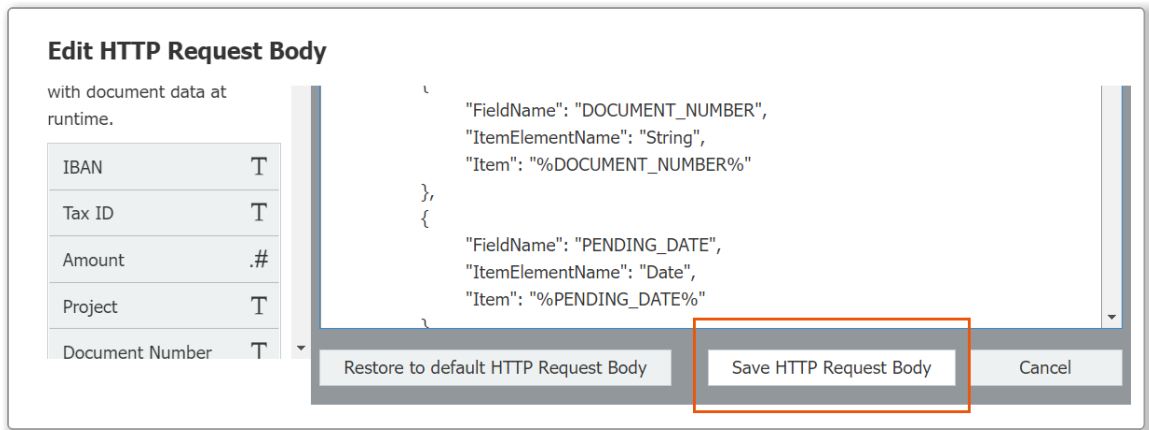 Edit HTTP Request Body
with document data at
runtime.
IBAN T
Tax ID T
Amount .#
Project T
Document Number T
{
"FieldName": "DOCUMENT_NUMBER",
"ItemElementName": "String",
"Item": "%DOCUMENT_NUMBER%"
},
{
"FieldName": "PENDING_DATE",
"ItemElementName": "Date",
"Item": "%PENDING_DATE%"
}
Restore to default HTTP Request Body
Save HTTP Request Body
Cancel